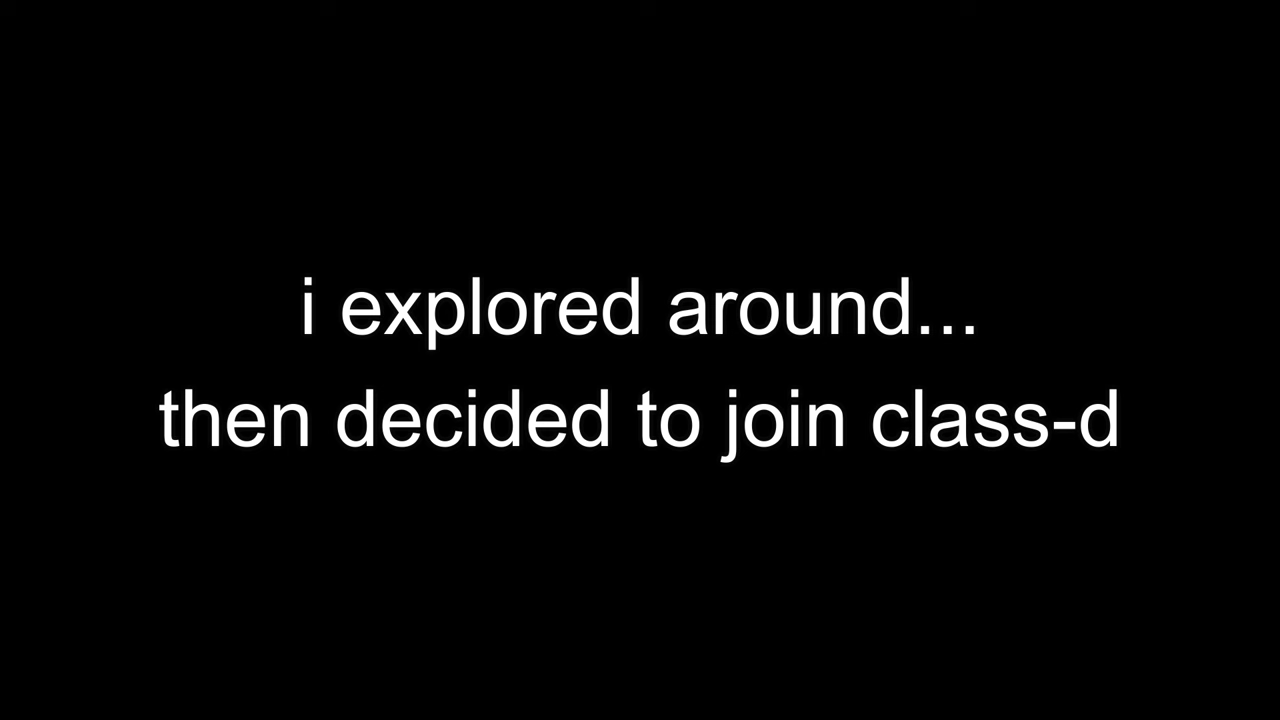 i explored around...
then decided to join class-d